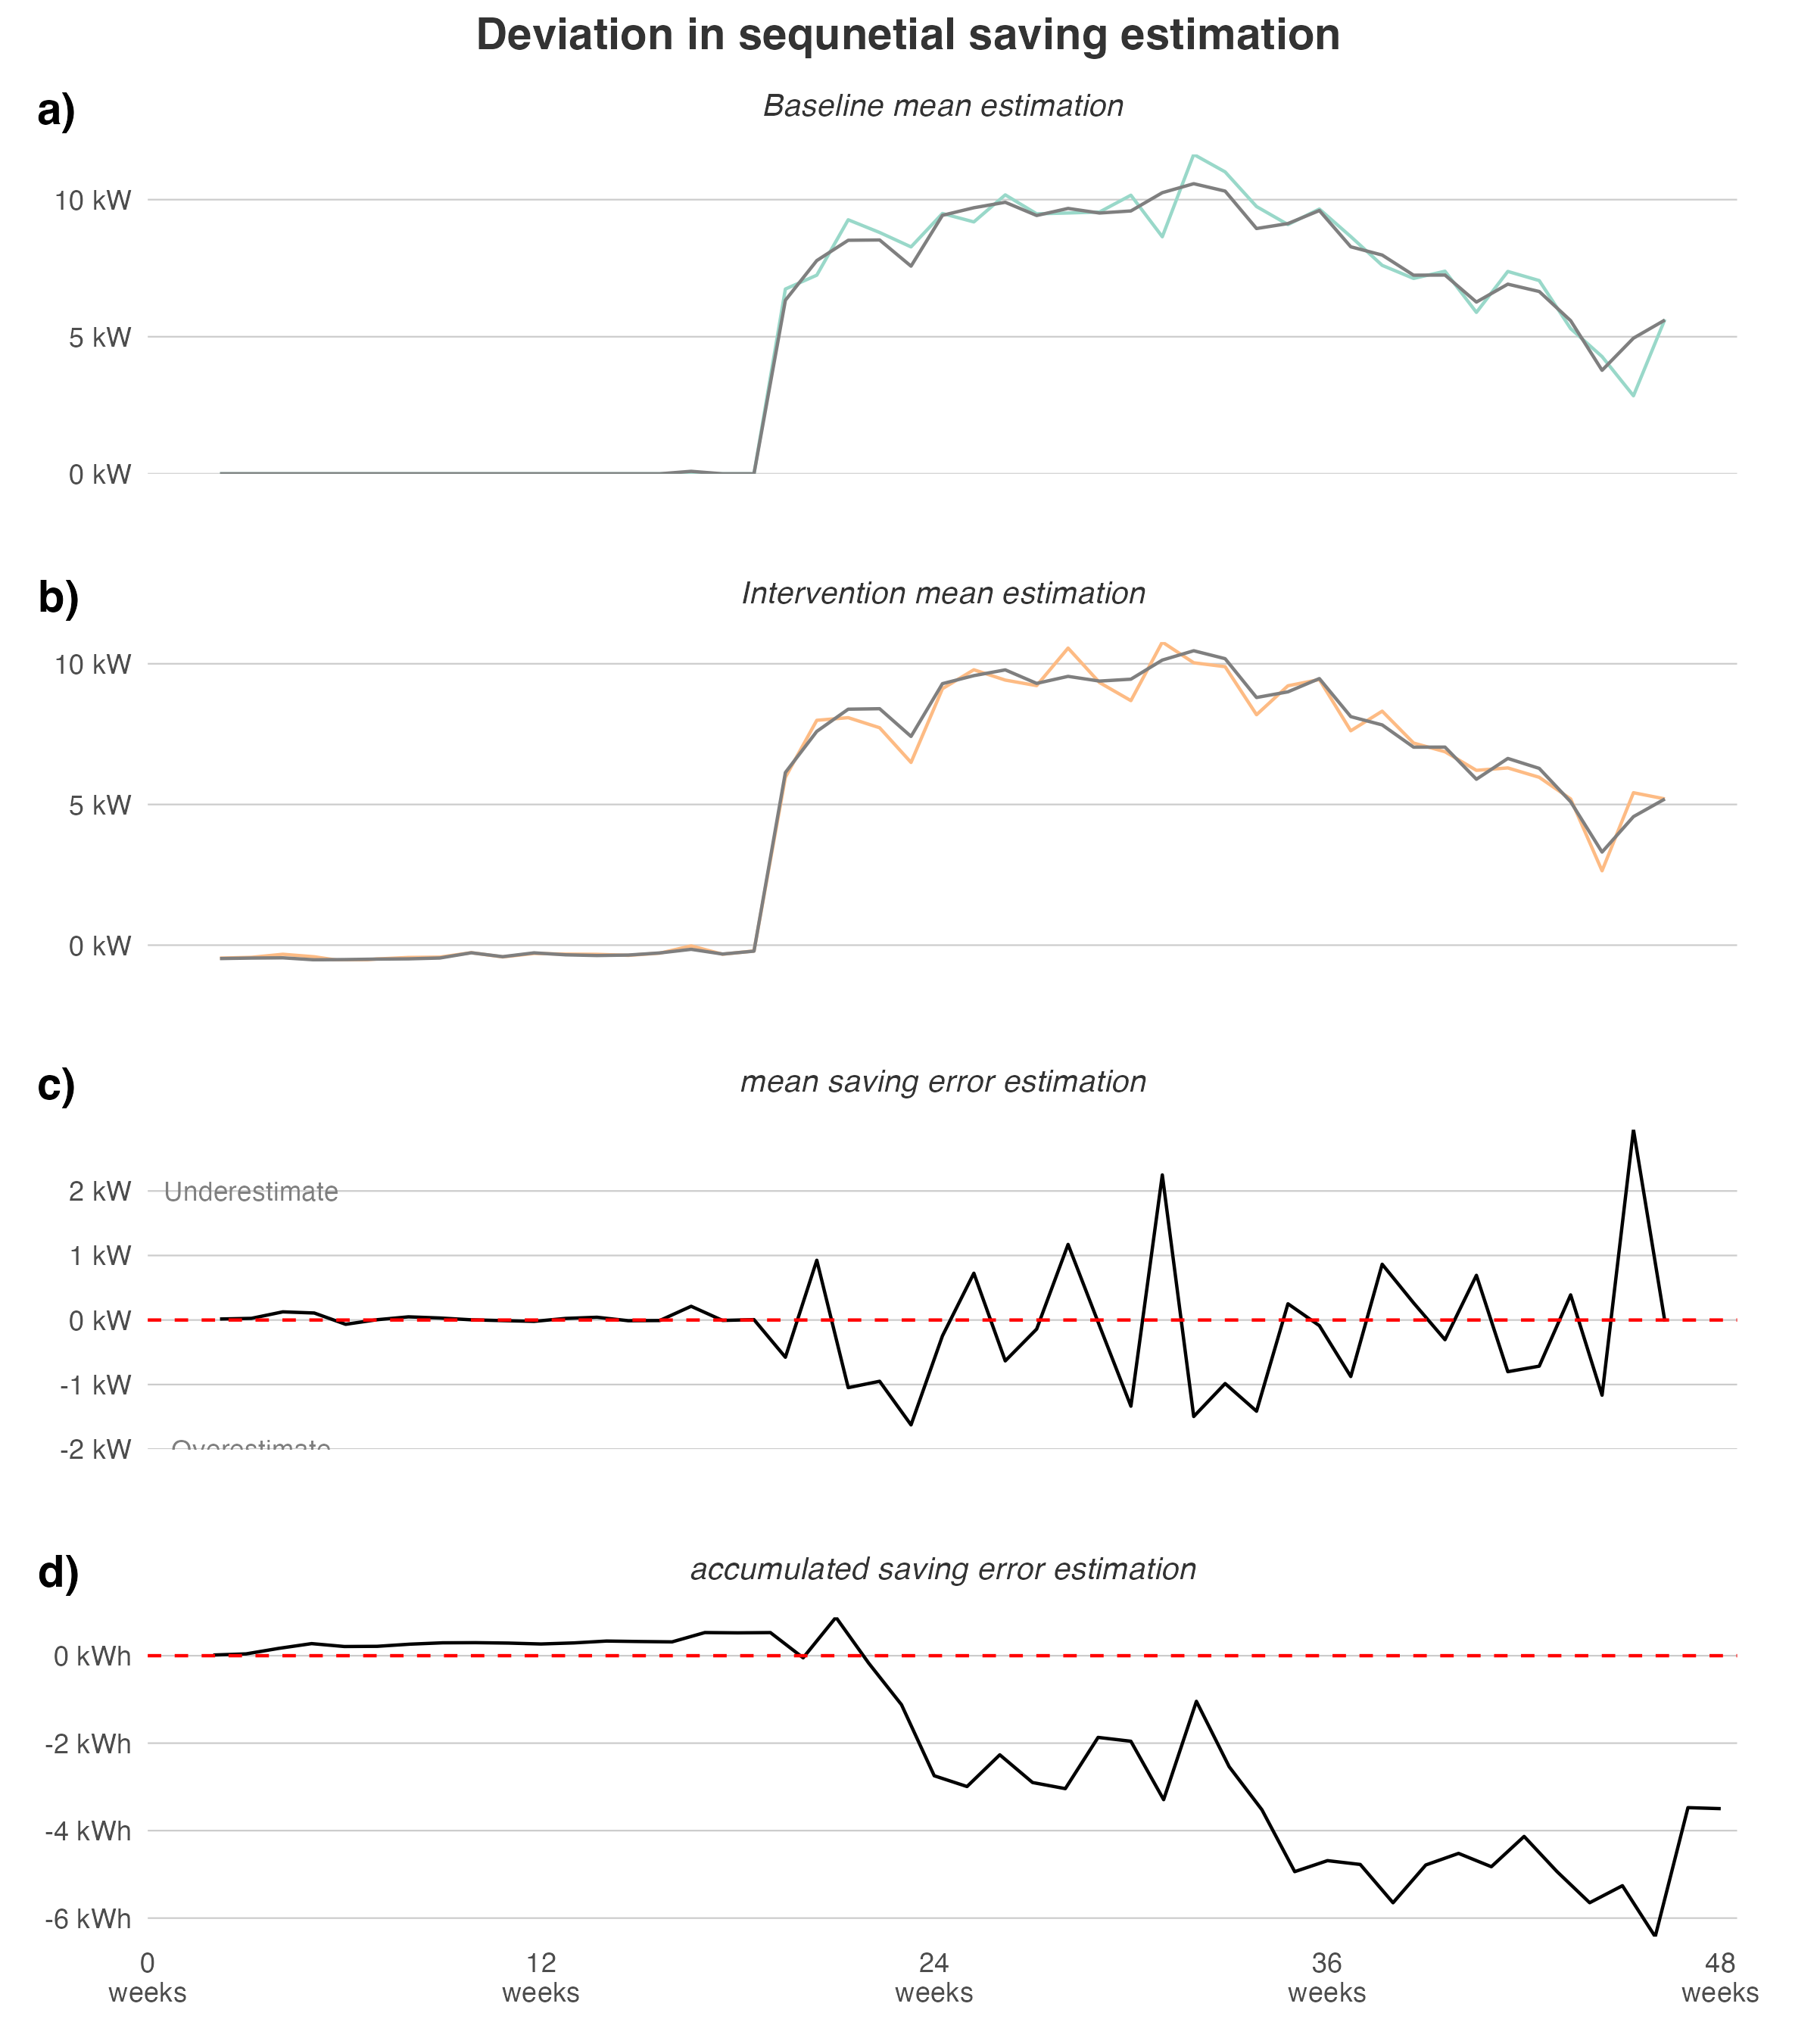 Deviation in sequnetial saving estimation
a)
Baseline mean estimation
10 kW
5 kW
0 kW
b)
Intervention mean estimation
10 kW
5 kW
0 kW
c)
mean saving error estimation
2 kW
Underestimate
1 kW
0 kW
-1 kW
-2 kW
Overestimate
d)
accumulated saving error estimation
0 kWh
-2 kWh
-4 kWh
-6 kWh
0 12 24 36 48
weeks weeks weeks weeks weeks